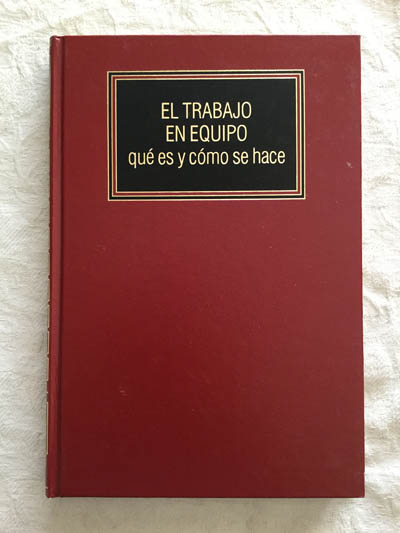 EL TRABAJO
EN EQUIPO
qué es y cómo se hace